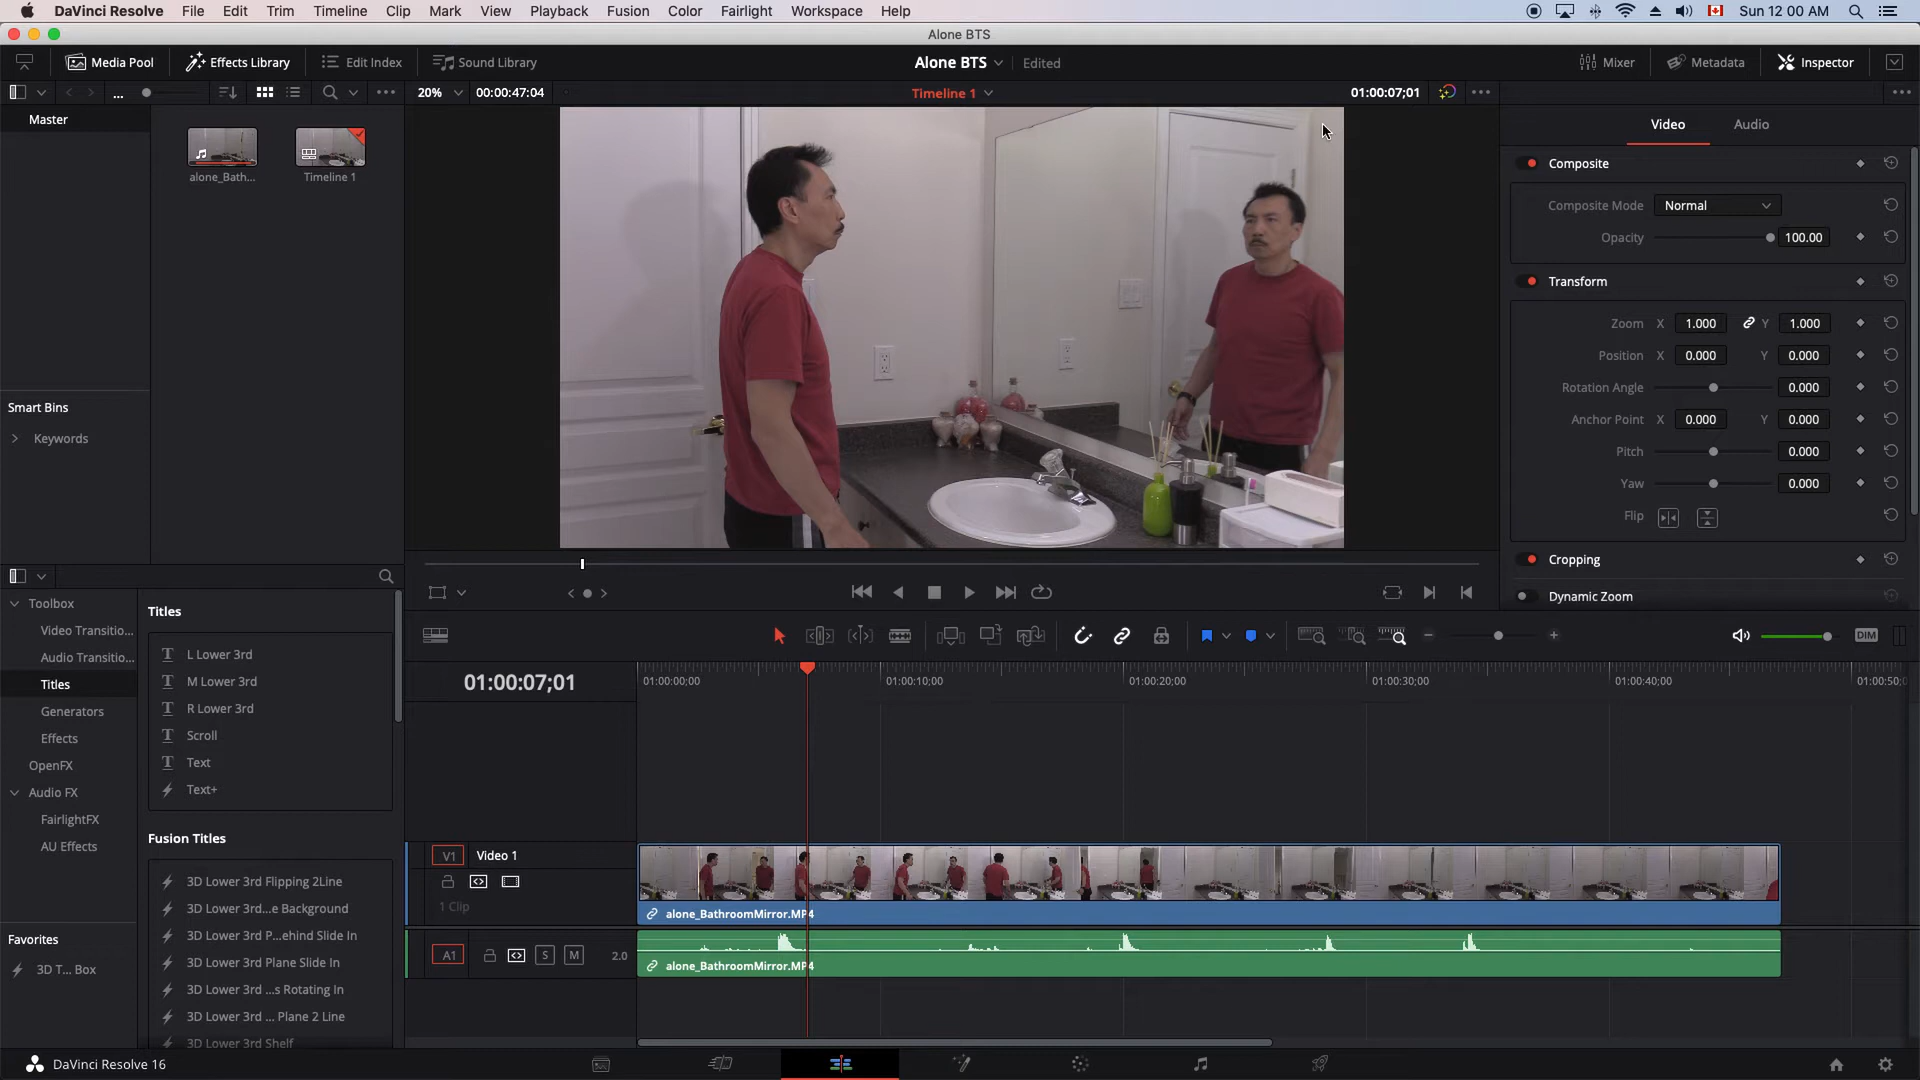 DaVinci Resolve File Edit Trim Timeline Clip Mark View Playback Fusion Color Fairlight Workspace Help Sun 12 00 AM
Alone BTS
Media Pool Effects Library Edit Index Sound Library Alone BTS Edited Mixer Metadata Inspector
... 20% 00:00:47:04 Timeline 1 01:00:07;01
Master
alone_Bath... Timeline 1
Smart Bins
Keywords
Video Audio
Composite
Composite Mode Normal
Opacity 100.00
Transform
Zoom X 1.000 Y 1.000
Position X 0.000 Y 0.000
Rotation Angle 0.000
Anchor Point X 0.000 Y 0.000
Pitch 0.000
Yaw 0.000
Flip
Cropping
Dynamic Zoom
Toolbox
Video Transitio...
Audio Transitio...
Titles
Generators
Effects
OpenFX
Audio FX
FairlightFX
AU Effects
Favorites
3D T... Box
Titles
L Lower 3rd
M Lower 3rd
R Lower 3rd
Scroll
Text
Text+
Fusion Titles
3D Lower 3rd Flipping 2Line
3D Lower 3rd...e Background
3D Lower 3rd P...ehind Slide In
3D Lower 3rd Plane Slide In
3D Lower 3rd ...s Rotating In
3D Lower 3rd ... Plane 2 Line
3D Lower 3rd Shelf
DIM
01:00:07;01 01:00:00;00 01:00:10;00 01:00:20;00 01:00:30;00 01:00:40;00 01:00:50;
V1 Video 1
1 Clip
alone_BathroomMirror.MP4
A1 S M 2.0
alone_BathroomMirror.MP4
DaVinci Resolve 16